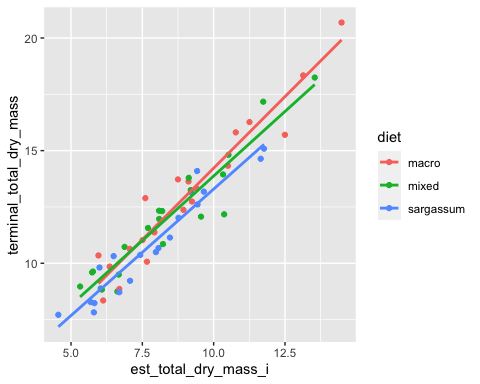 20
15
10
terminal_total_dry_mass
5.0 7.5 10.0 12.5
est_total_dry_mass_i
diet
macro
mixed
sargassum